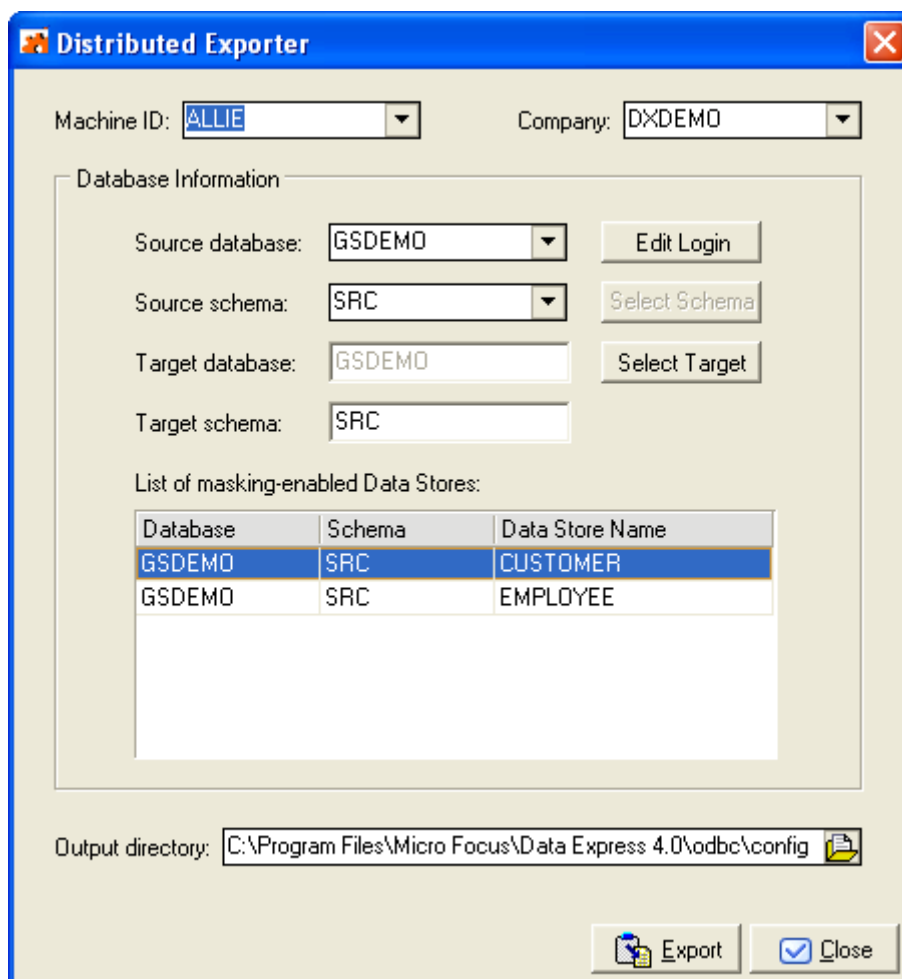 Distributed Exporter
Machine ID: ALLIE Company: DXDEMO
Database Information
Source database: GSDEMO Edit Login
Source schema: SRC Select Schema
Target database: GSDEMO Select Target
Target schema: SRC
List of masking-enabled Data Stores:
Database Schema Data Store Name
GSDEMO SRC CUSTOMER
GSDEMO SRC EMPLOYEE
Output directory: C:\Program Files\Micro Focus\Data Express 4.0\odbc\config
Export Close